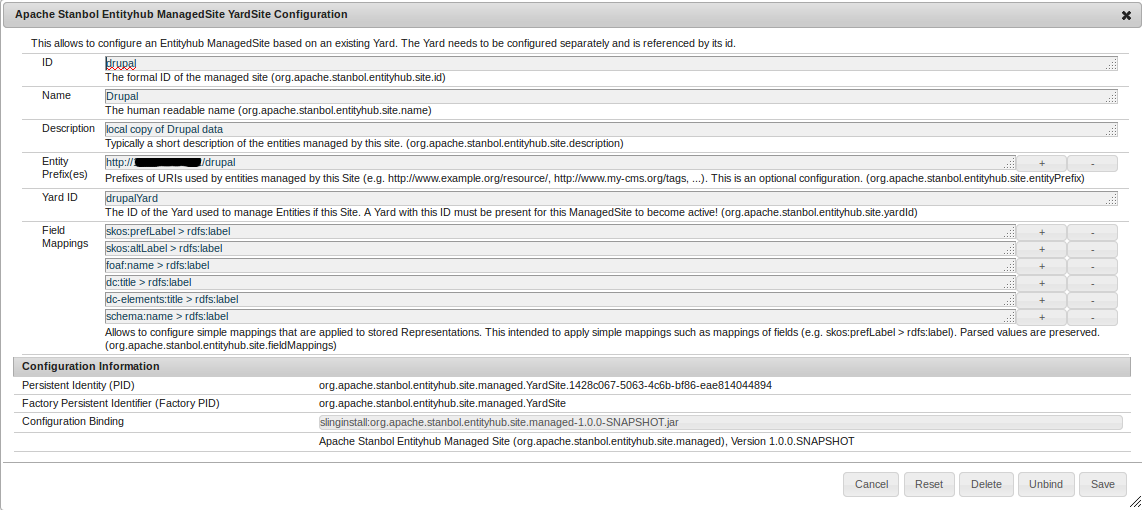 Apache Stanbol Entityhub ManagedSite YardSite Configuration
This allows to configure an Entityhub ManagedSite based on an existing Yard. The Yard needs to be configured separately and is referenced by its id.
ID
drupal
The formal ID of the managed site (org.apache.stanbol.entityhub.site.id)
Name
Drupal
The human readable name (org.apache.stanbol.entityhub.site.name)
Description
local copy of Drupal data
Typically a short description of the entities managed by this site. (org.apache.stanbol.entityhub.site.description)
Entity
Prefix(es)
http:/ /drupal + -
Prefixes of URIs used by entities managed by this Site (e.g. http://www.example.org/resource/, http://www.my-cms.org/tags, ...). This is an optional configuration. (org.apache.stanbol.entityhub.site.entityPrefix)
Yard ID
drupalYard
The ID of the Yard used to manage Entities if this Site. A Yard with this ID must be present for this ManagedSite to become active! (org.apache.stanbol.entityhub.site.yardId)
Field
Mappings
skos:prefLabel > rdfs:label + -
skos:altLabel > rdfs:label + -
foaf:name > rdfs:label + -
dc:title > rdfs:label + -
dc-elements:title > rdfs:label + -
schema:name > rdfs:label + -
Allows to configure simple mappings that are applied to stored Representations. This intended to apply simple mappings such as mappings of fields (e.g. skos:prefLabel > rdfs:label). Parsed values are preserved.
(org.apache.stanbol.entityhub.site.fieldMappings)
Configuration Information
Persistent Identity (PID) org.apache.stanbol.entityhub.site.managed.YardSite.1428c067-5063-4c6b-bf86-eae814044894
Factory Persistent Identifier (Factory PID) org.apache.stanbol.entityhub.site.managed.YardSite
Configuration Binding slinginstall:org.apache.stanbol.entityhub.site.managed-1.0.0-SNAPSHOT.jar
Apache Stanbol Entityhub Managed Site (org.apache.stanbol.entityhub.site.managed), Version 1.0.0.SNAPSHOT
Cancel Reset Delete Unbind Save